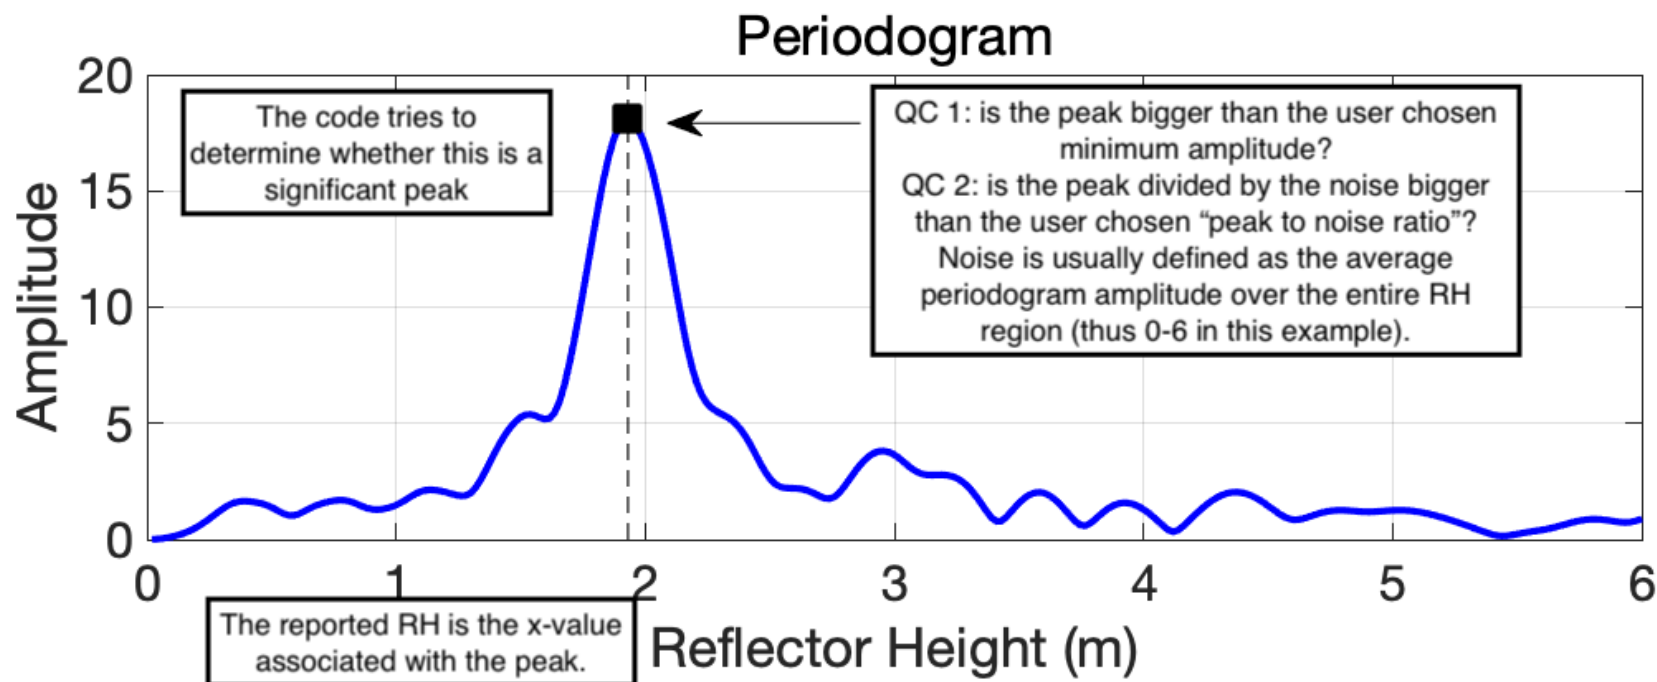 Periodogram
20
15
10
5
0
Amplitude
The code tries to
determine whether this is a
significant peak
QC 1: is the peak bigger than the user chosen
minimum amplitude?
QC 2: is the peak divided by the noise bigger
than the user chosen “peak to noise ratio”?
Noise is usually defined as the average
periodogram amplitude over the entire RH
region (thus 0-6 in this example).
0 1 2 3 4 5 6
The reported RH is the x-value
associated with the peak.
Reflector Height (m)